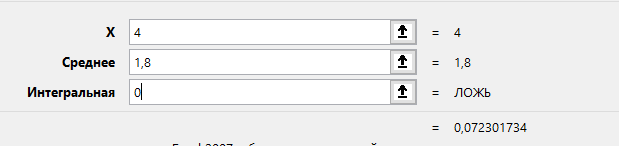 X 4 = 4
Среднее 1,8 = 1,8
Интегральная 0 = ЛОЖЬ
= 0,072301734